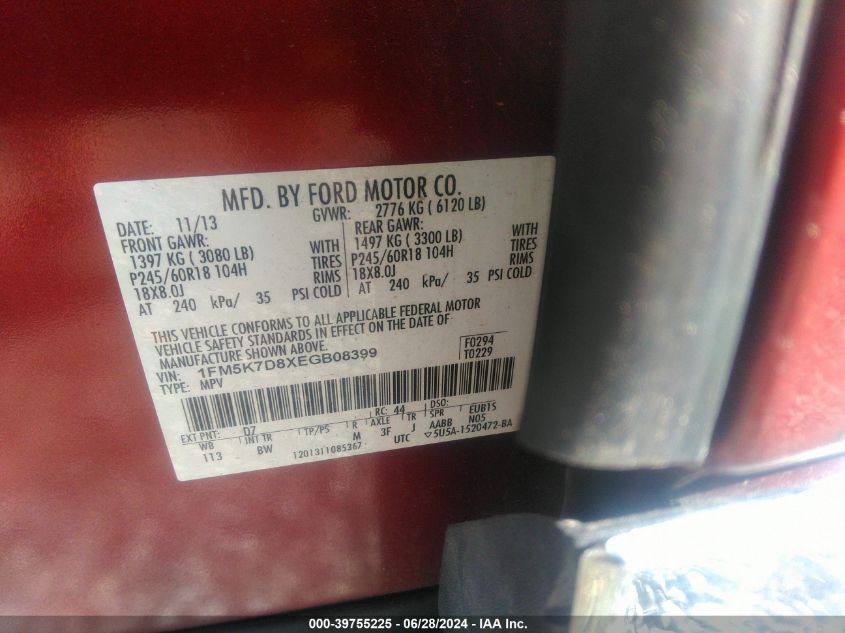 MFD. BY FORD MOTOR CO.
DATE: 11/13 GVWR: 2776 KG ( 6120 LB)
FRONT GAWR: REAR GAWR:
1397 KG ( 3080 LB) WITH 1497 KG ( 3300 LB) WITH
P245/60R18 104H TIRES P245/60R18 104H TIRES
18X8.0J RIMS 18X8.0J RIMS
AT 240 kPa/ 35 PSI COLD AT 240 kPa/ 35 PSI COLD
THIS VEHICLE CONFORMS TO ALL APPLICABLE FEDERAL MOTOR
VEHICLE SAFETY STANDARDS IN EFFECT ON THE DATE OF
MANUFACTURE SHOWN ABOVE.
VIN: 1FM5K7D8XEGB08399 F0294
TYPE: MPV T0229
RC: 44 DSO:
EXT PNT: DZ EUB1S
WB INT TR TP/PS R AXLE TR SPR
113 BW M 3F J AABB N05
1201311085367 UTC ▽5U5A-1520472-BA
000-39755225 - 06/28/2024 - IAA Inc.